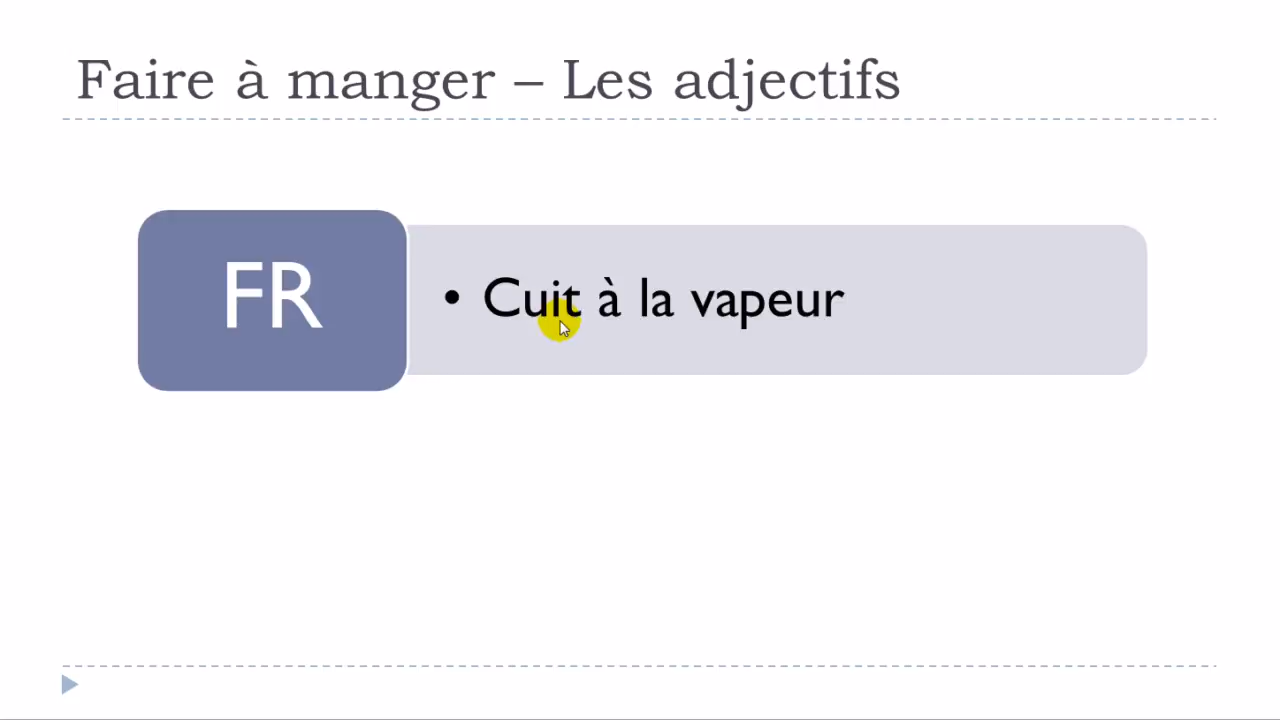 Faire à manger – Les adjectifs
FR
• Cuit à la vapeur